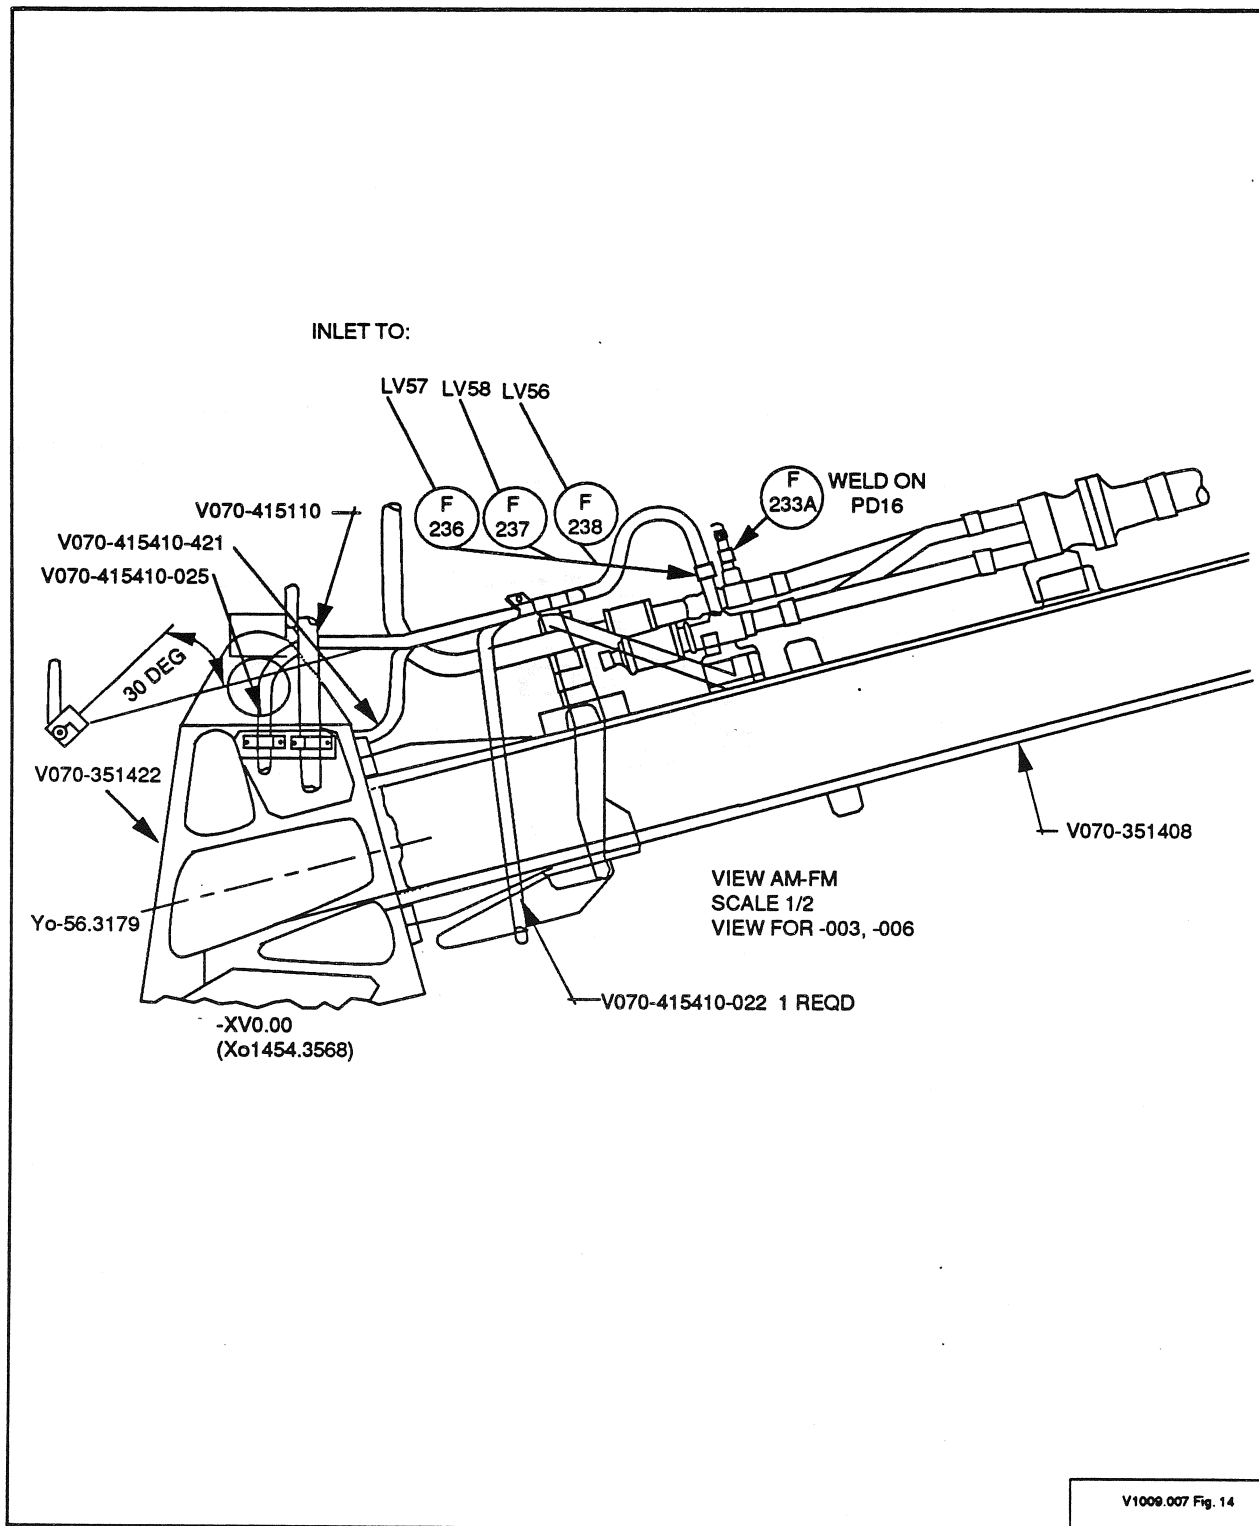 INLET TO:
LV57 LV58 LV56
F
236
F
237
F
238
F
233A
WELD ON
PD16
V070-415110
V070-415410-421
V070-415410-025
30 DEG
V070-351422
V070-351408
VIEW AM-FM
SCALE 1/2
VIEW FOR -003, -006
Yo-56.3179
V070-415410-022 1 REQD
-XV0.00
(Xo1454.3568)
V1009.007 Fig. 14